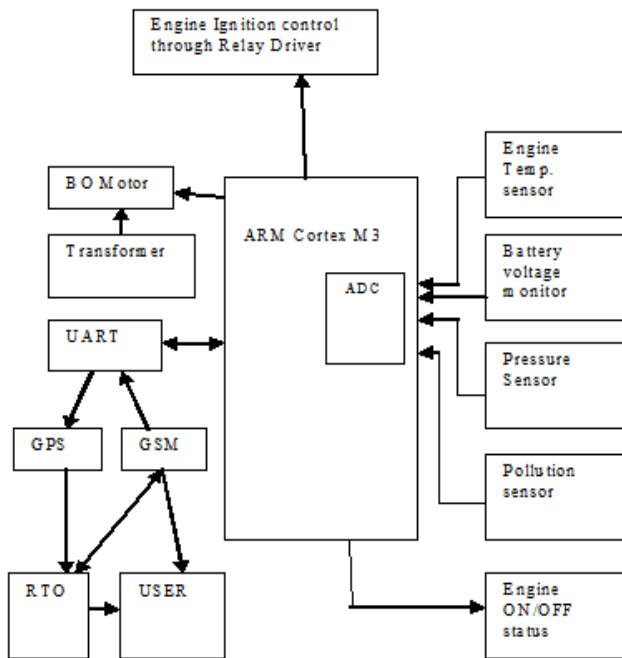 Engine Ignition control
through Relay Driver
BO Motor
Transformer
ARM Cortex M3
ADC
Engine
Temp.
sensor
Battery
voltage
monitor
UART
Pressure
Sensor
GPS
GSM
Pollution
sensor
RTO
USER
Engine
ON/OFF
status